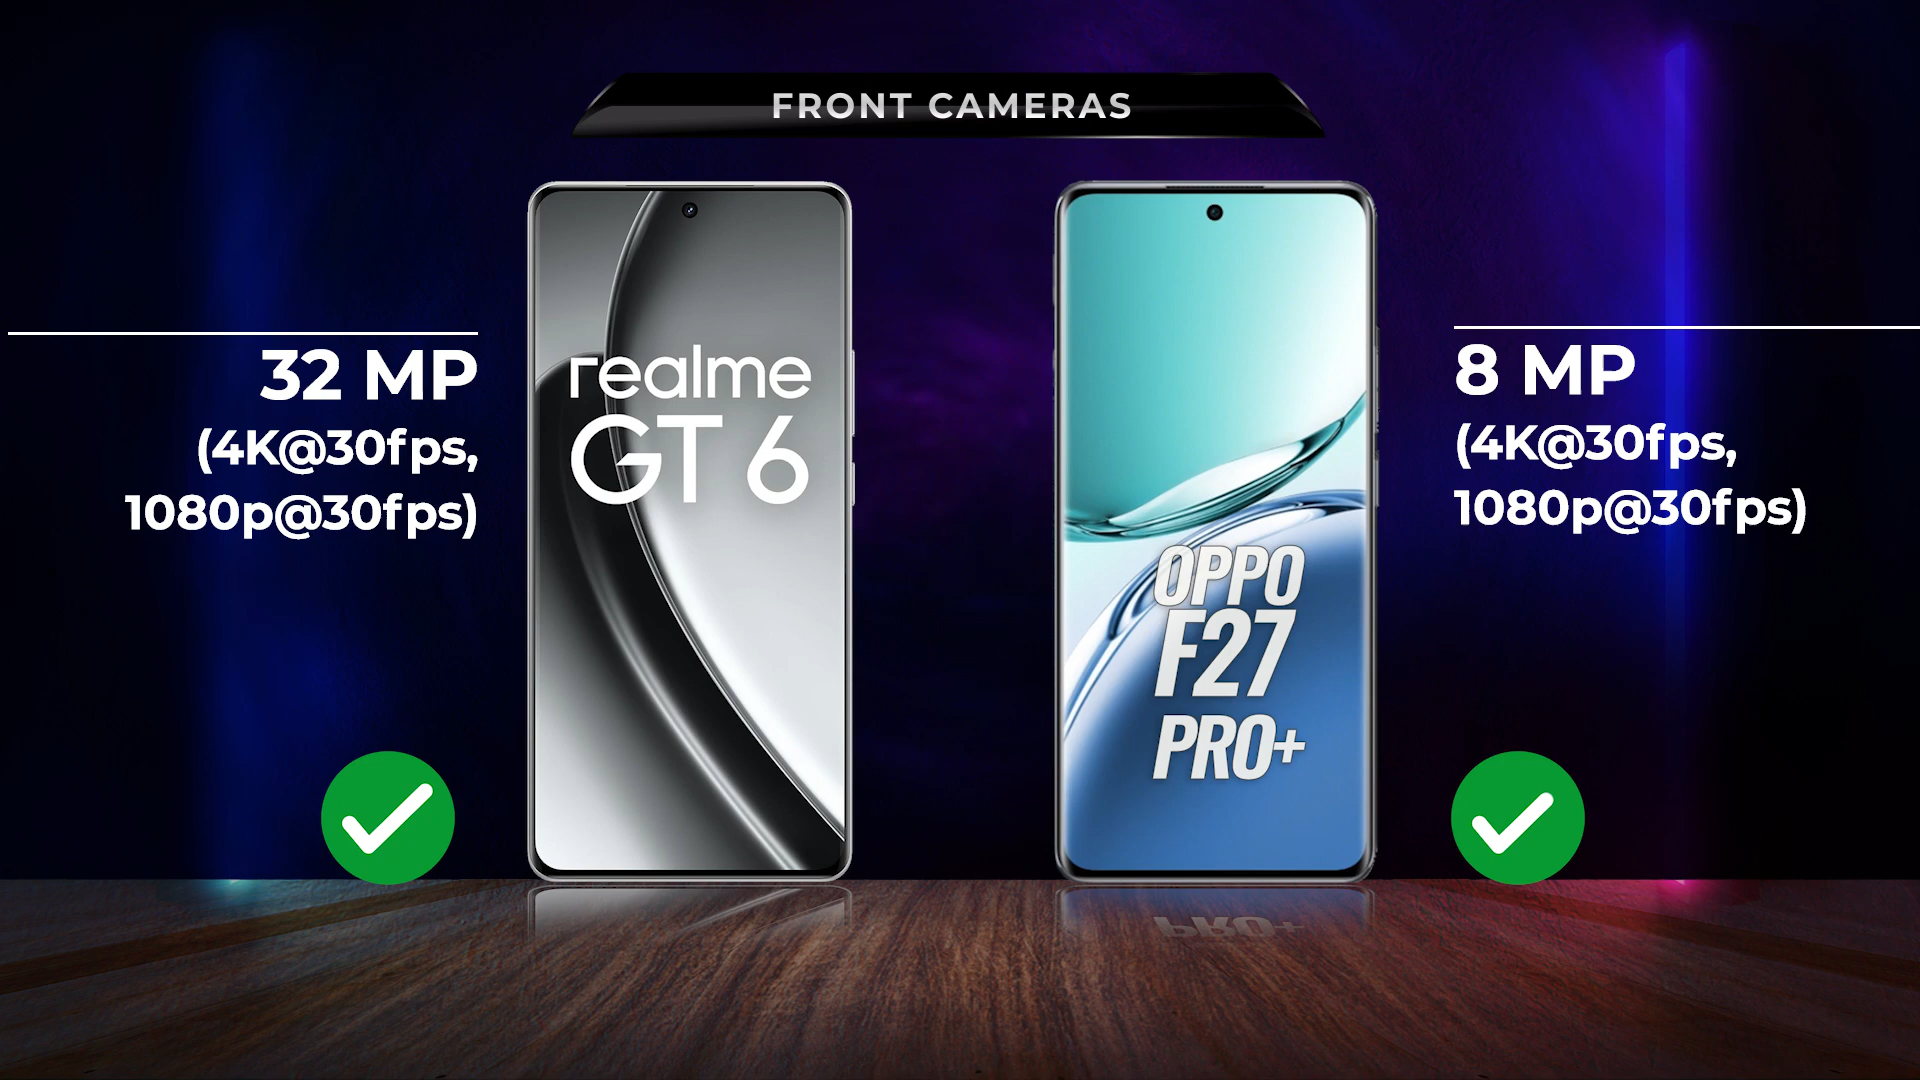 FRONT CAMERAS
32 MP
(4K@30fps,
1080p@30fps)
realme
GT 6
8 MP
(4K@30fps,
1080p@30fps)
OPPO
F27
PRO+